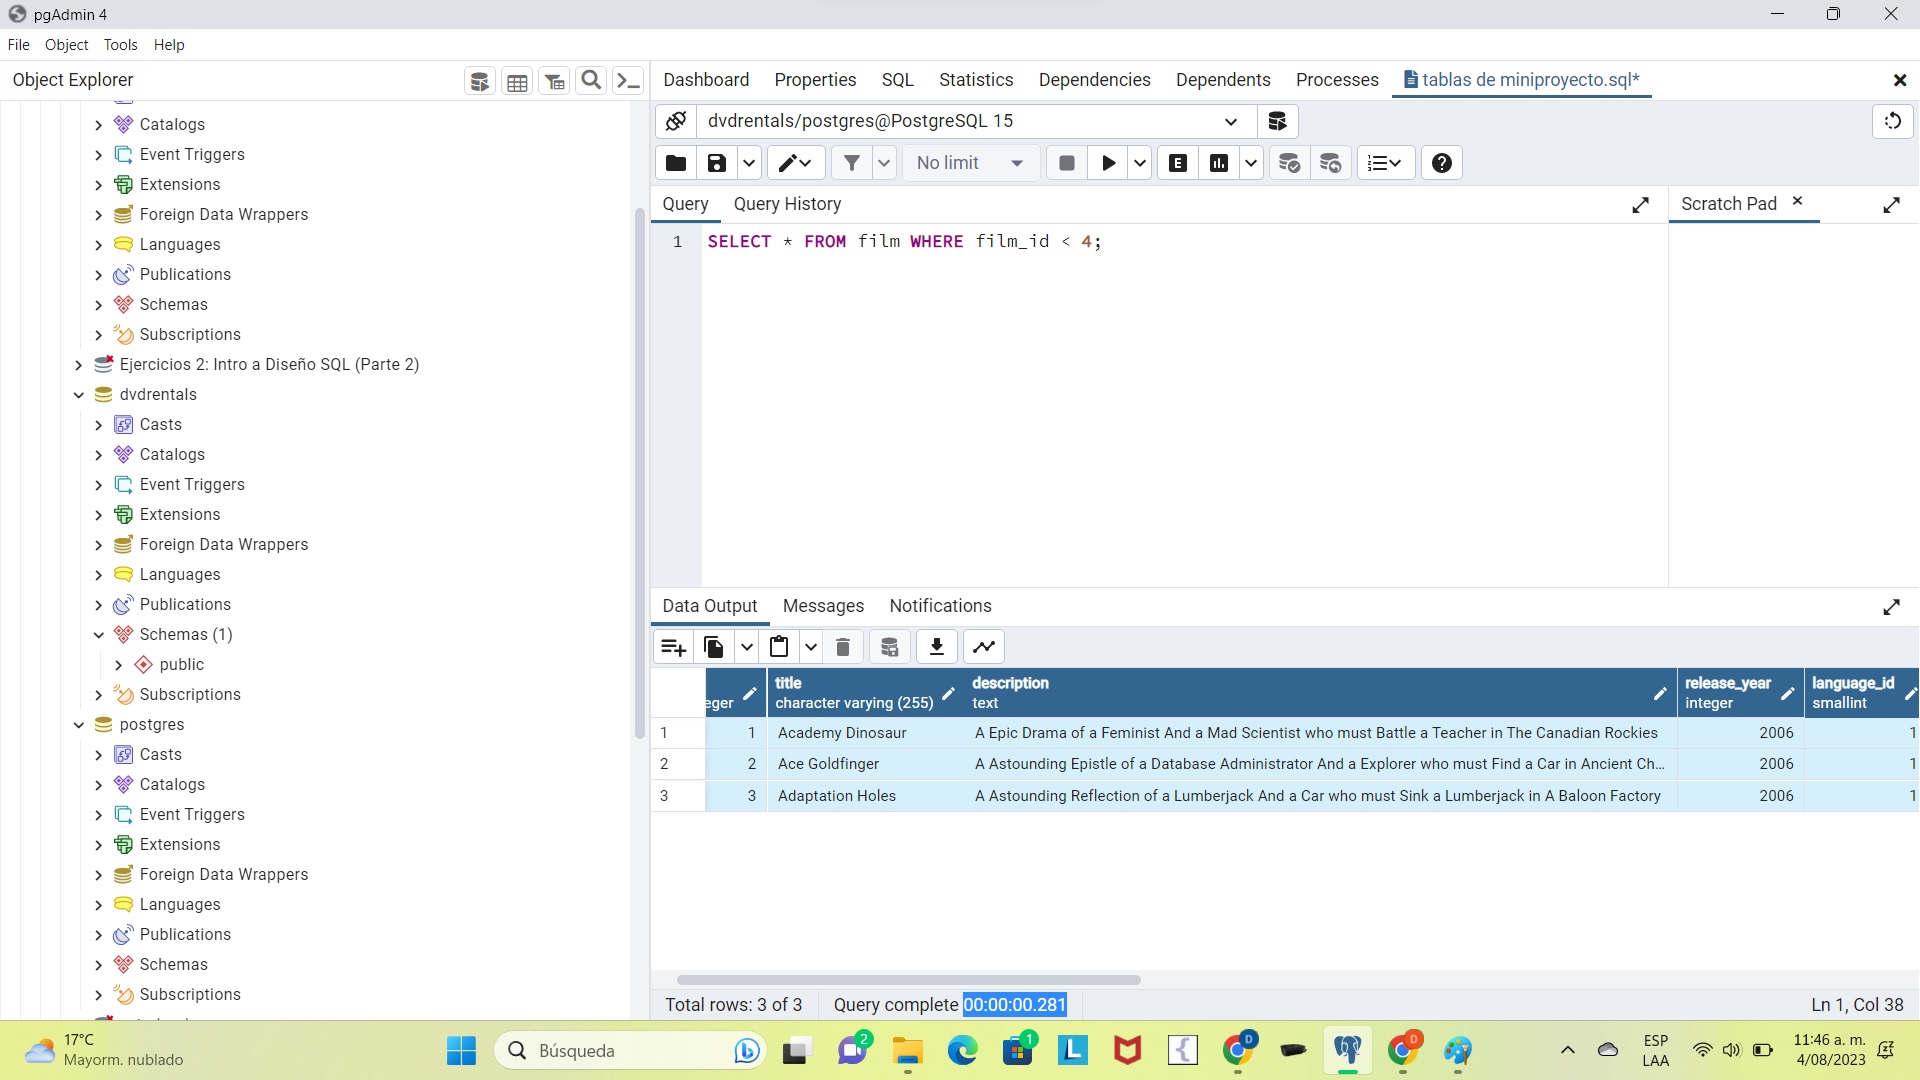 pgAdmin 4
File Object Tools Help
Object Explorer
Dashboard Properties SQL Statistics Dependencies Dependents Processes tablas de miniproyecto.sql*
Catalogs
Event Triggers
Extensions
Foreign Data Wrappers
Languages
Publications
Schemas
Subscriptions
Ejercicios 2: Intro a Diseño SQL (Parte 2)
dvdrentals
Casts
Catalogs
Event Triggers
Extensions
Foreign Data Wrappers
Languages
Publications
Schemas (1)
public
Subscriptions
postgres
Casts
Catalogs
Event Triggers
Extensions
Foreign Data Wrappers
Languages
Publications
Schemas
Subscriptions
dvdrentals/postgres@PostgreSQL 15
No limit
E
Query Query History
Scratch Pad
1 SELECT * FROM film WHERE film_id < 4;
Data Output Messages Notifications
title description release_year language_id
eger character varying (255) text integer smallint
1 1 Academy Dinosaur A Epic Drama of a Feminist And a Mad Scientist who must Battle a Teacher in The Canadian Rockies 2006 1
2 2 Ace Goldfinger A Astounding Epistle of a Database Administrator And a Explorer who must Find a Car in Ancient Ch... 2006 1
3 3 Adaptation Holes A Astounding Reflection of a Lumberjack And a Car who must Sink a Lumberjack in A Baloon Factory 2006 1
Total rows: 3 of 3 Query complete 00:00:00.281 Ln 1, Col 38
17°C
Mayorm. nublado
Búsqueda
2
1
L
D
D
ESP
LAA
11:46 a. m.
4/08/2023